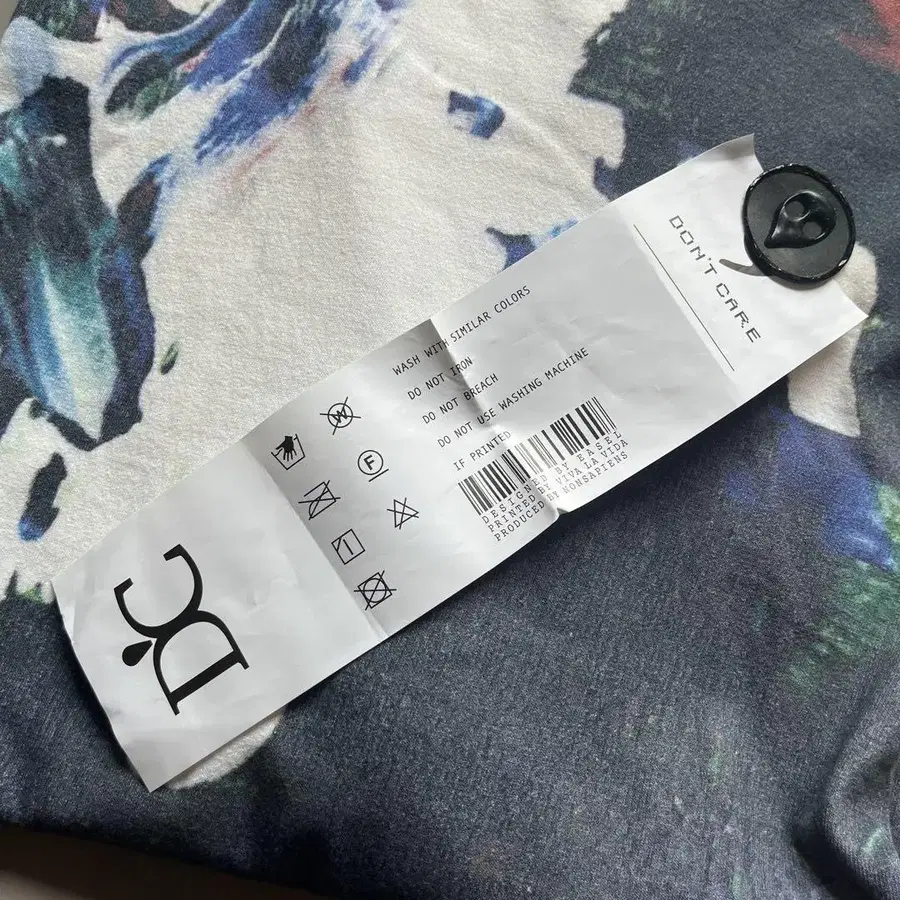 DON'T CARE
WASH WITH SIMILAR COLORS
DO NOT IRON
DO NOT BREACH
DO NOT USE WASHING MACHINE
IF PRINTED
DESIGNED BY EASEL
PRINTED BY VIVA LA VIDA
PRODUCED BY NONSAPIENS
W
F
D'C